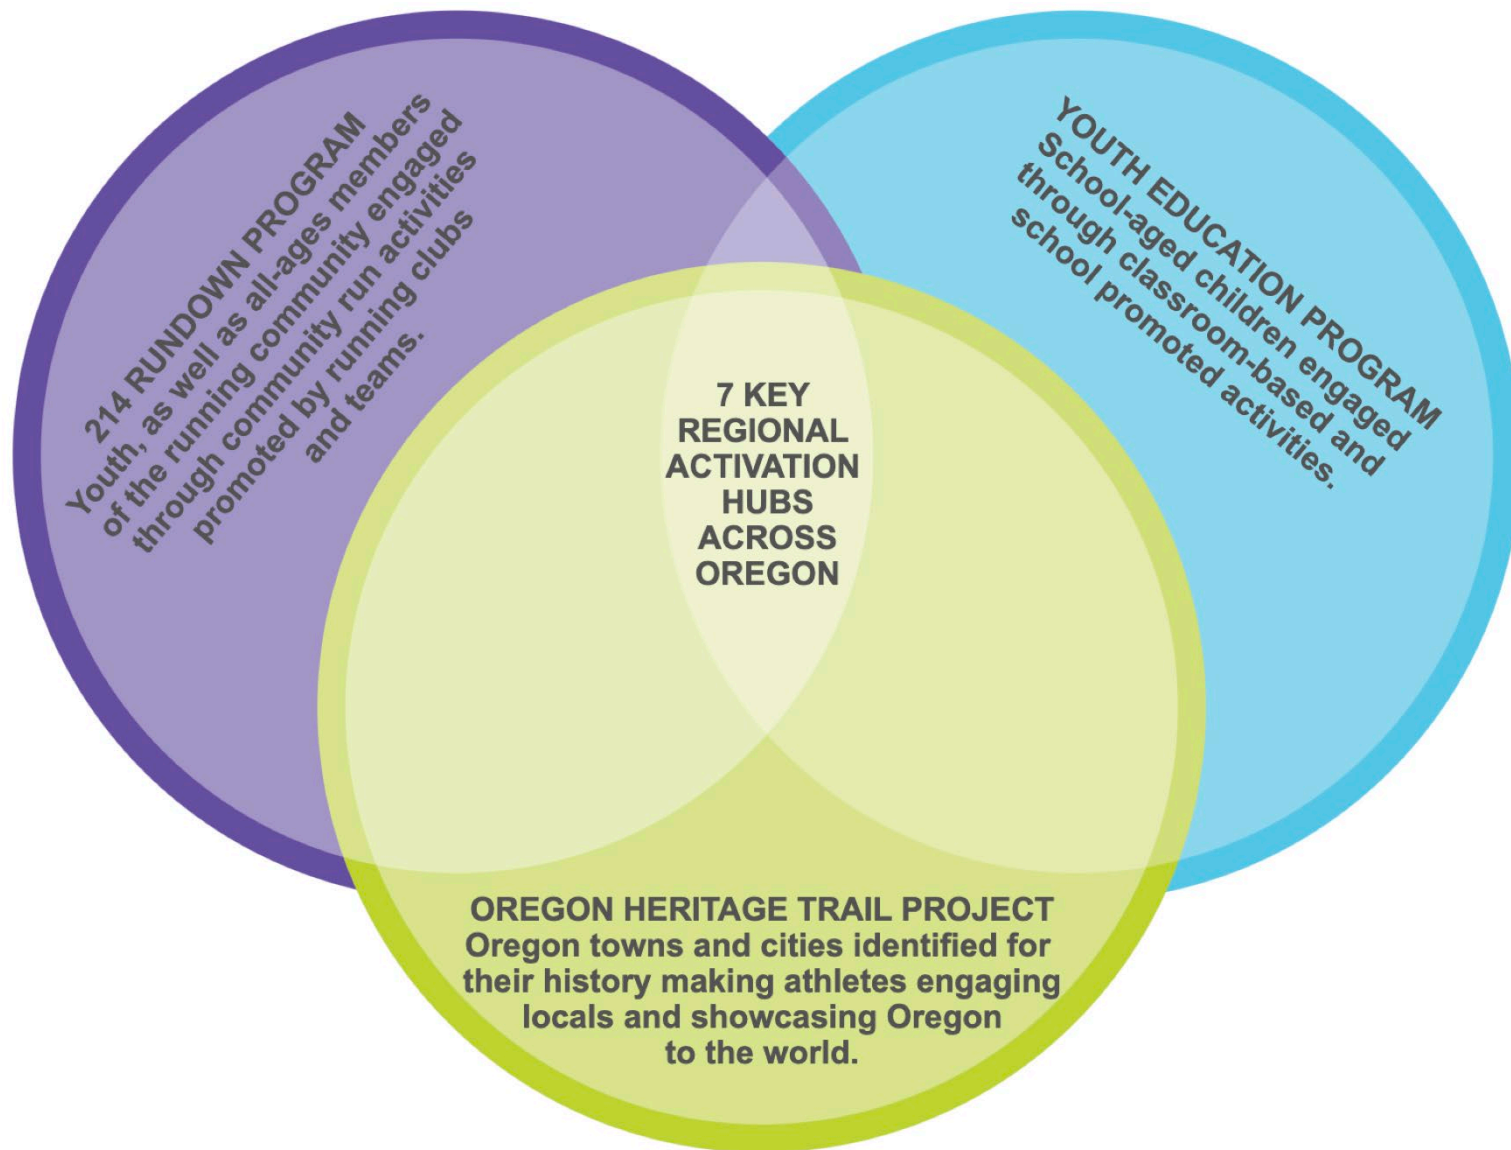 214 RUNDOWN PROGRAM
Youth, as well as all-ages members
of the running community engaged
through community run activities
promoted by running clubs
and teams.
YOUTH EDUCATION PROGRAM
School-aged children engaged
through classroom-based and
school promoted activities.
7 KEY
REGIONAL
ACTIVATION
HUBS
ACROSS
OREGON
OREGON HERITAGE TRAIL PROJECT
Oregon towns and cities identified for
their history making athletes engaging
locals and showcasing Oregon
to the world.